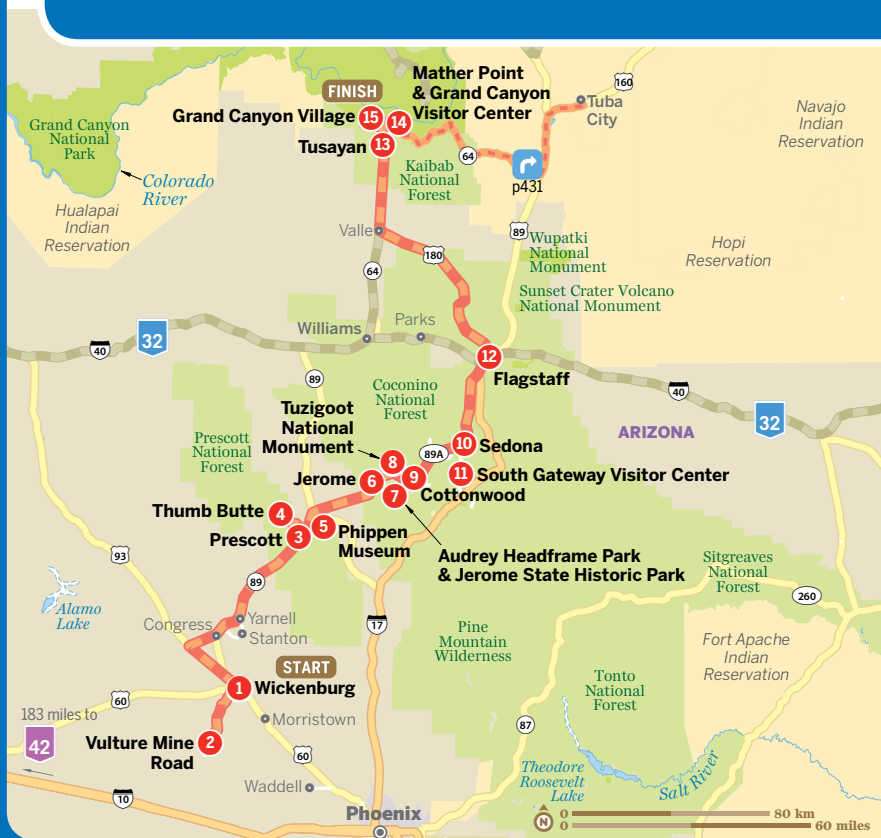 160
Mather Point
& Grand Canyon
Visitor Center
FINISH
Tuba
City
Navajo
Indian
Reservation
Grand Canyon Village
15
14
Grand Canyon
National
Park
Tusayan
13
64
Kaibab
National
Forest
p431
Colorado
River
Hualapai
Indian
Reservation
Valle
89
Wupatki
National
Monument
Hopi
Reservation
180
64
Sunset Crater Volcano
National Monument
Williams
Parks
40
32
12
Flagstaff
89
Coconino
National
Forest
40
32
Tuzigoot
National
Monument
ARIZONA
Prescott
National
Forest
89A
10
Sedona
8
11
South Gateway Visitor Center
Jerome
6
9
Cottonwood
7
Thumb Butte
4
5
Phippen
Museum
Prescott
3
Audrey Headframe Park
& Jerome State Historic Park
93
Sitgreaves
National
Forest
89
260
Alamo
Lake
Congress
Yarnell
Stanton
17
Pine
Mountain
Wilderness
Fort Apache
Indian
Reservation
START
1
Wickenburg
Tonto
National
Forest
60
183 miles to
42
Morristown
87
Vulture Mine
Road
2
60
Theodore
Roosevelt
Lake
Salt River
Waddell
10
Phoenix
N
0
80 km
0
60 miles